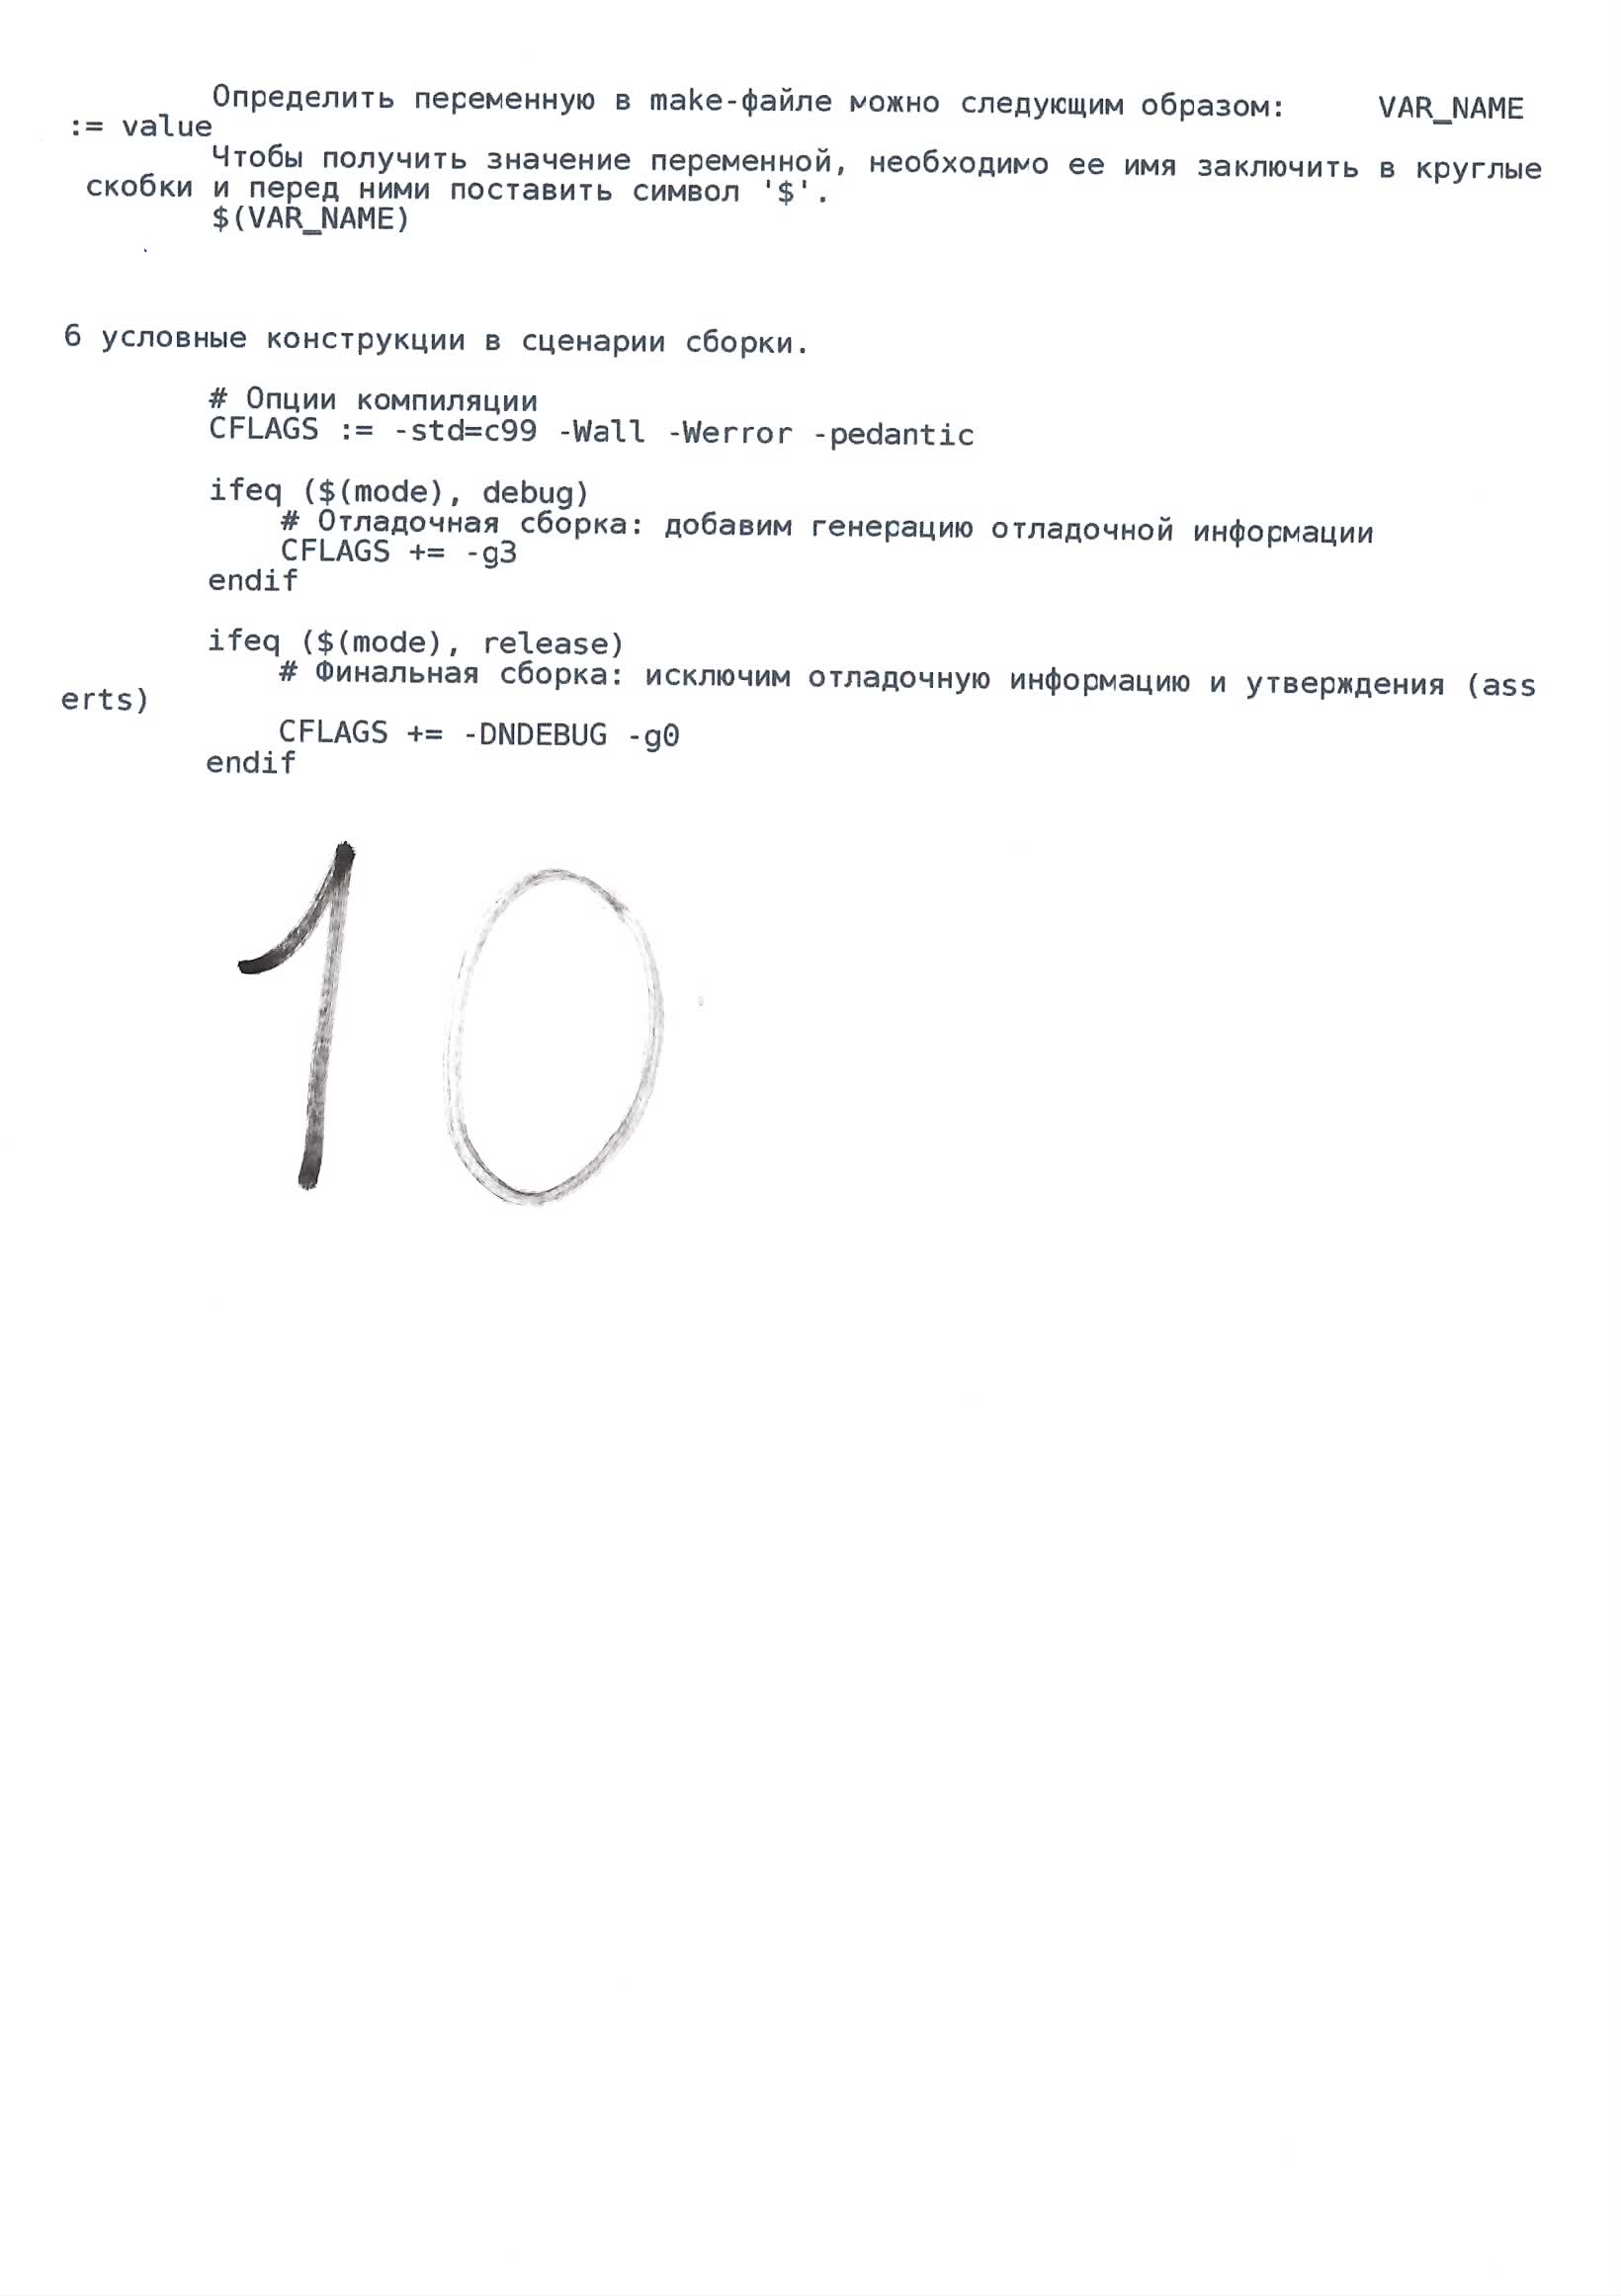 Определить переменную в make-файле можно следующим образом: VAR_NAME
:= value
Чтобы получить значение переменной, необходимо ее имя заключить в круглые
скобки и перед ними поставить символ '$'.
$(VAR_NAME)
6 условные конструкции в сценарии сборки.
# Опции компиляции
CFLAGS := -std=c99 -Wall -Werror -pedantic
ifeq ($(mode), debug)
# Отладочная сборка: добавим генерацию отладочной информации
CFLAGS += -g3
endif
ifeq ($(mode), release)
# Финальная сборка: исключим отладочную информацию и утверждения (ass
erts)
CFLAGS += -DNDEBUG -g0
endif
10